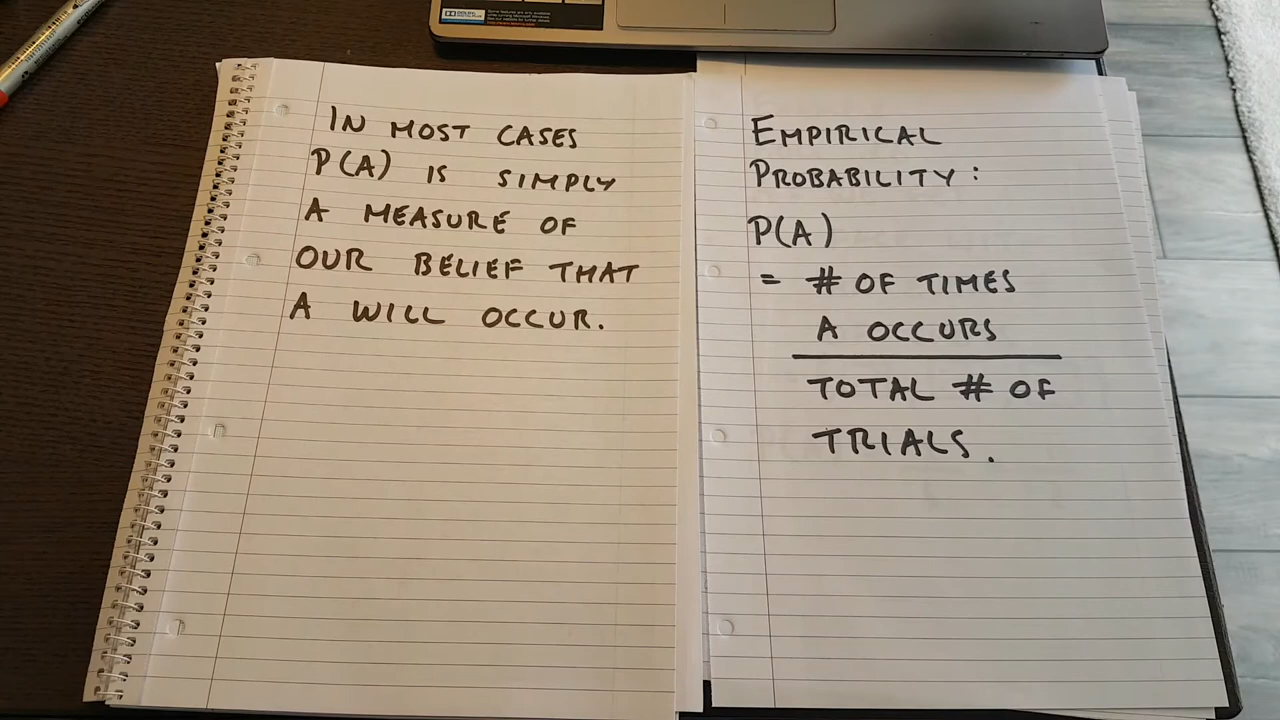 IN MOST CASES
P(A) IS SIMPLY
A MEASURE OF
OUR BELIEF THAT
A WILL OCCUR.
EMPIRICAL
PROBABILITY:
P(A)
= # OF TIMES
A OCCURS
TOTAL # OF
TRIALS.